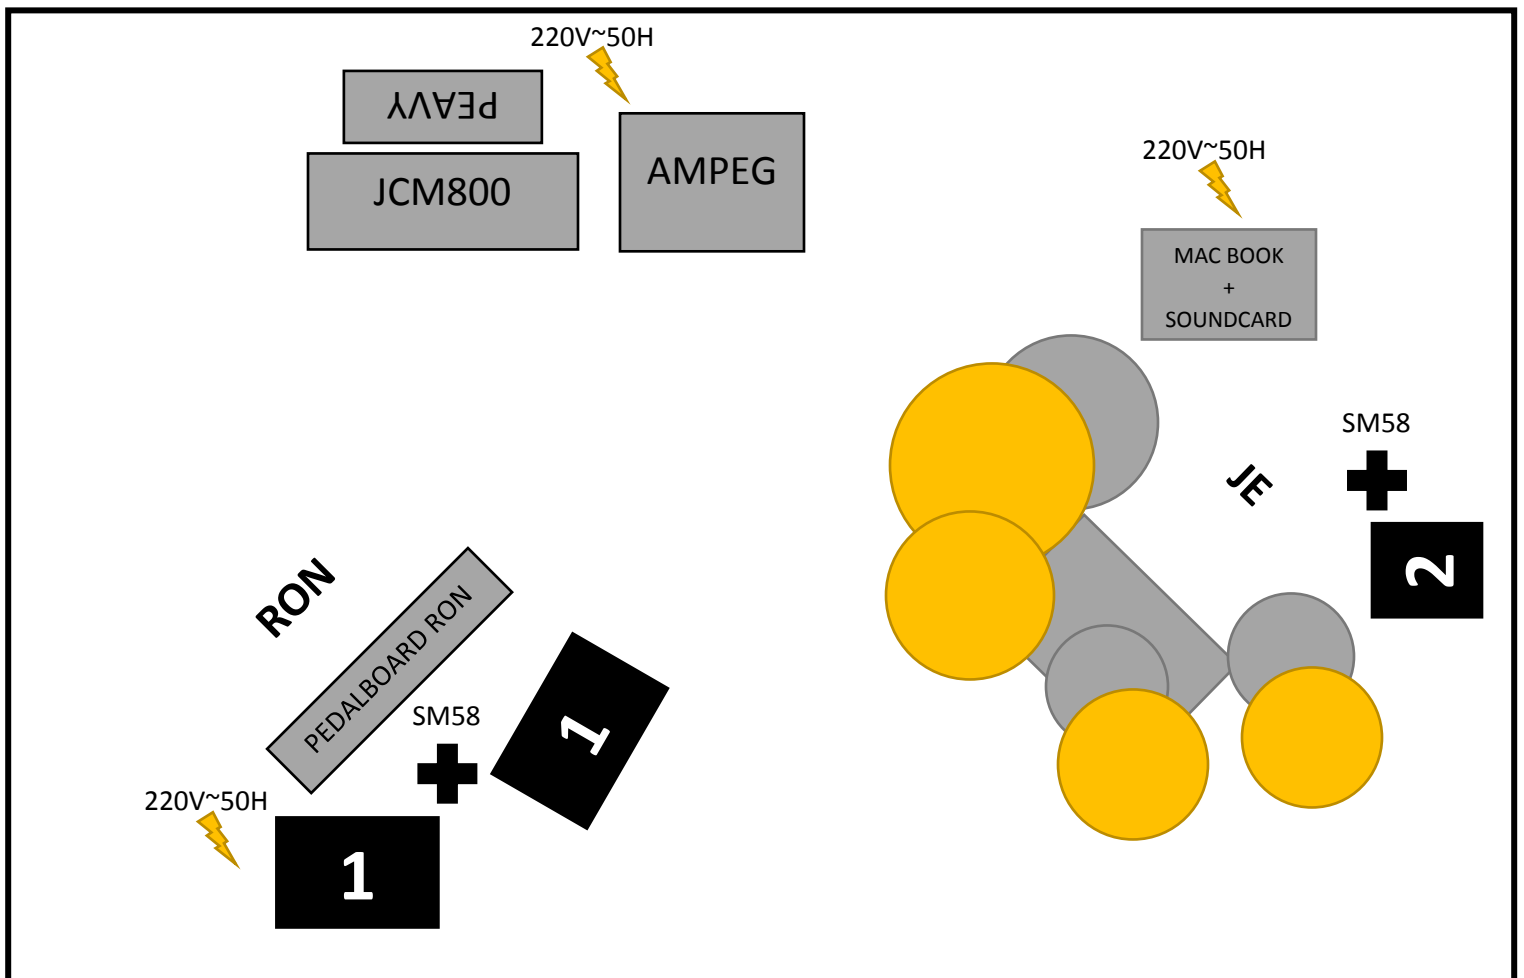 220V~50H
PEAVY
JCM800
AMPEG
220V~50H
MAC BOOK
+
SOUNDCARD
SM58
JE
2
RON
PEDALBOARD RON
SM58
1
220V~50H
1